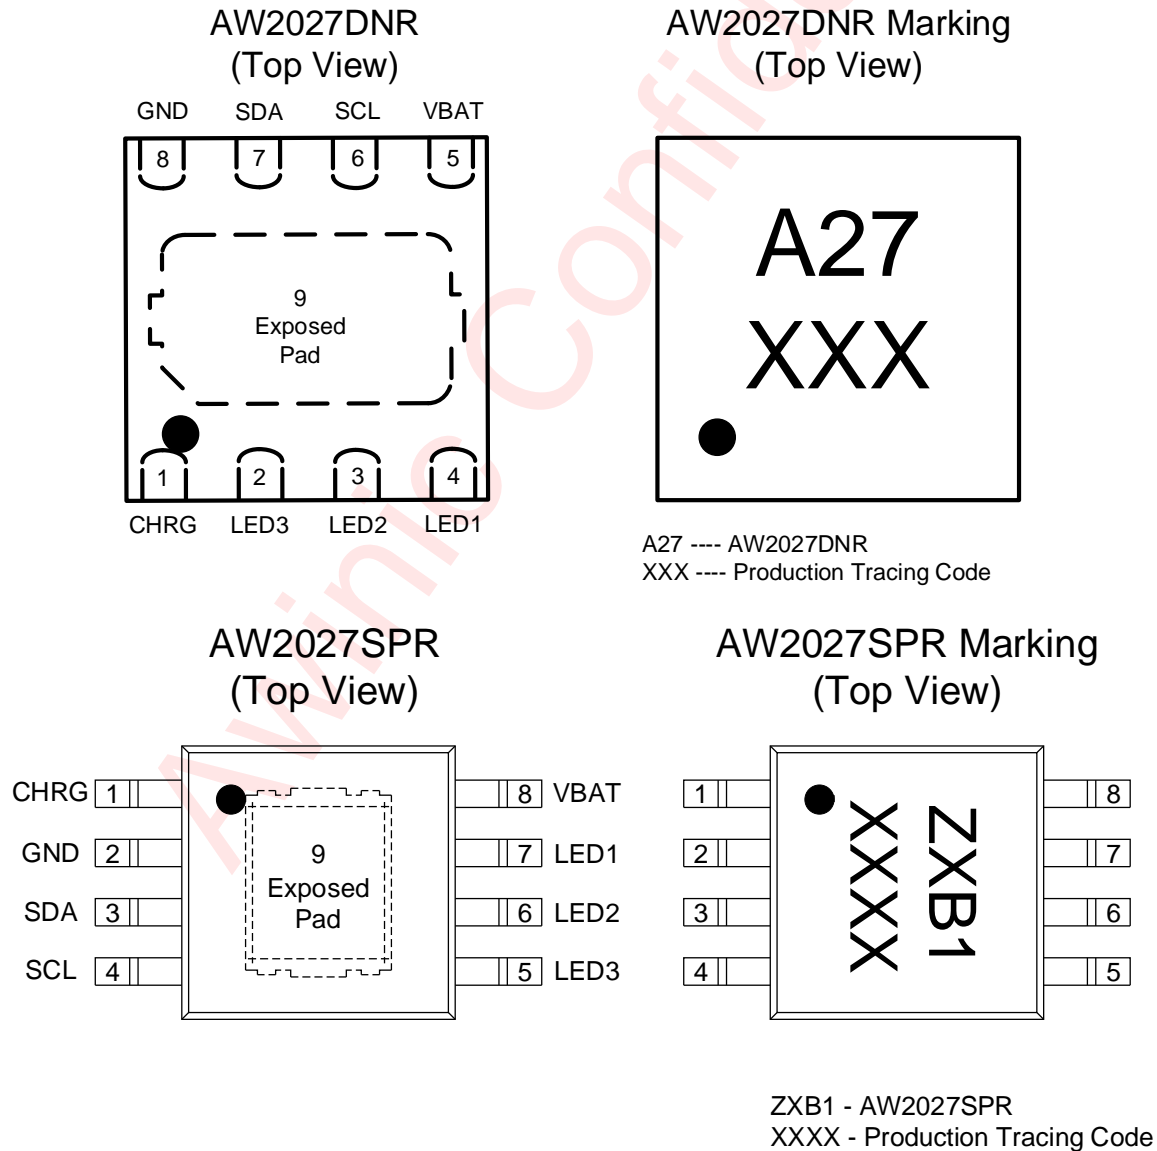 AW2027DNR
(Top View)
GND SDA SCL VBAT
8 7 6 5
9
Exposed
Pad
1 2 3 4
CHRG LED3 LED2 LED1
AW2027DNR Marking
(Top View)
A27
XXX
A27 ---- AW2027DNR
XXX ---- Production Tracing Code
AW2027SPR
(Top View)
CHRG 1 8 VBAT
GND 2 7 LED1
SDA 3 6 LED2
SCL 4 5 LED3
9
Exposed
Pad
AW2027SPR Marking
(Top View)
1 8
2 7
3 6
4 5
ZXB1
XXXX
ZXB1 - AW2027SPR
XXXX - Production Tracing Code
Awinic Confid